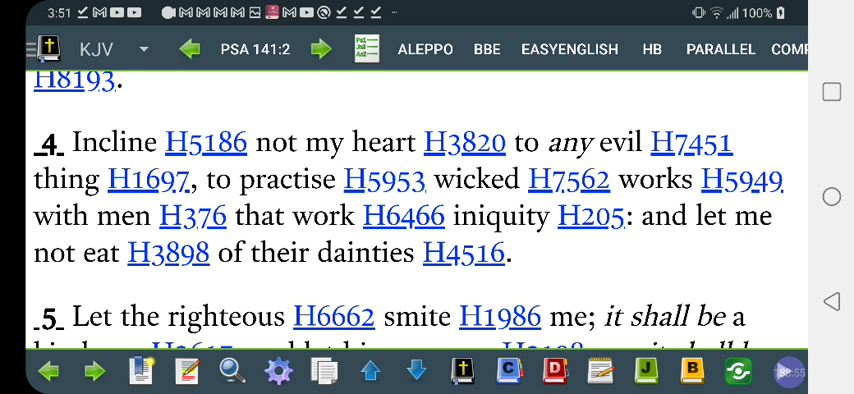 3:51 100%
KJV PSA 141:2 ALEPPO BBE EASYENGLISH HB PARALLEL COM
H8193.
4 Incline H5186 not my heart H3820 to any evil H7451
thing H1697, to practise H5953 wicked H7562 works H5949
with men H376 that work H6466 iniquity H205: and let me
not eat H3898 of their dainties H4516.
5 Let the righteous H6662 smite H1986 me; it shall be a